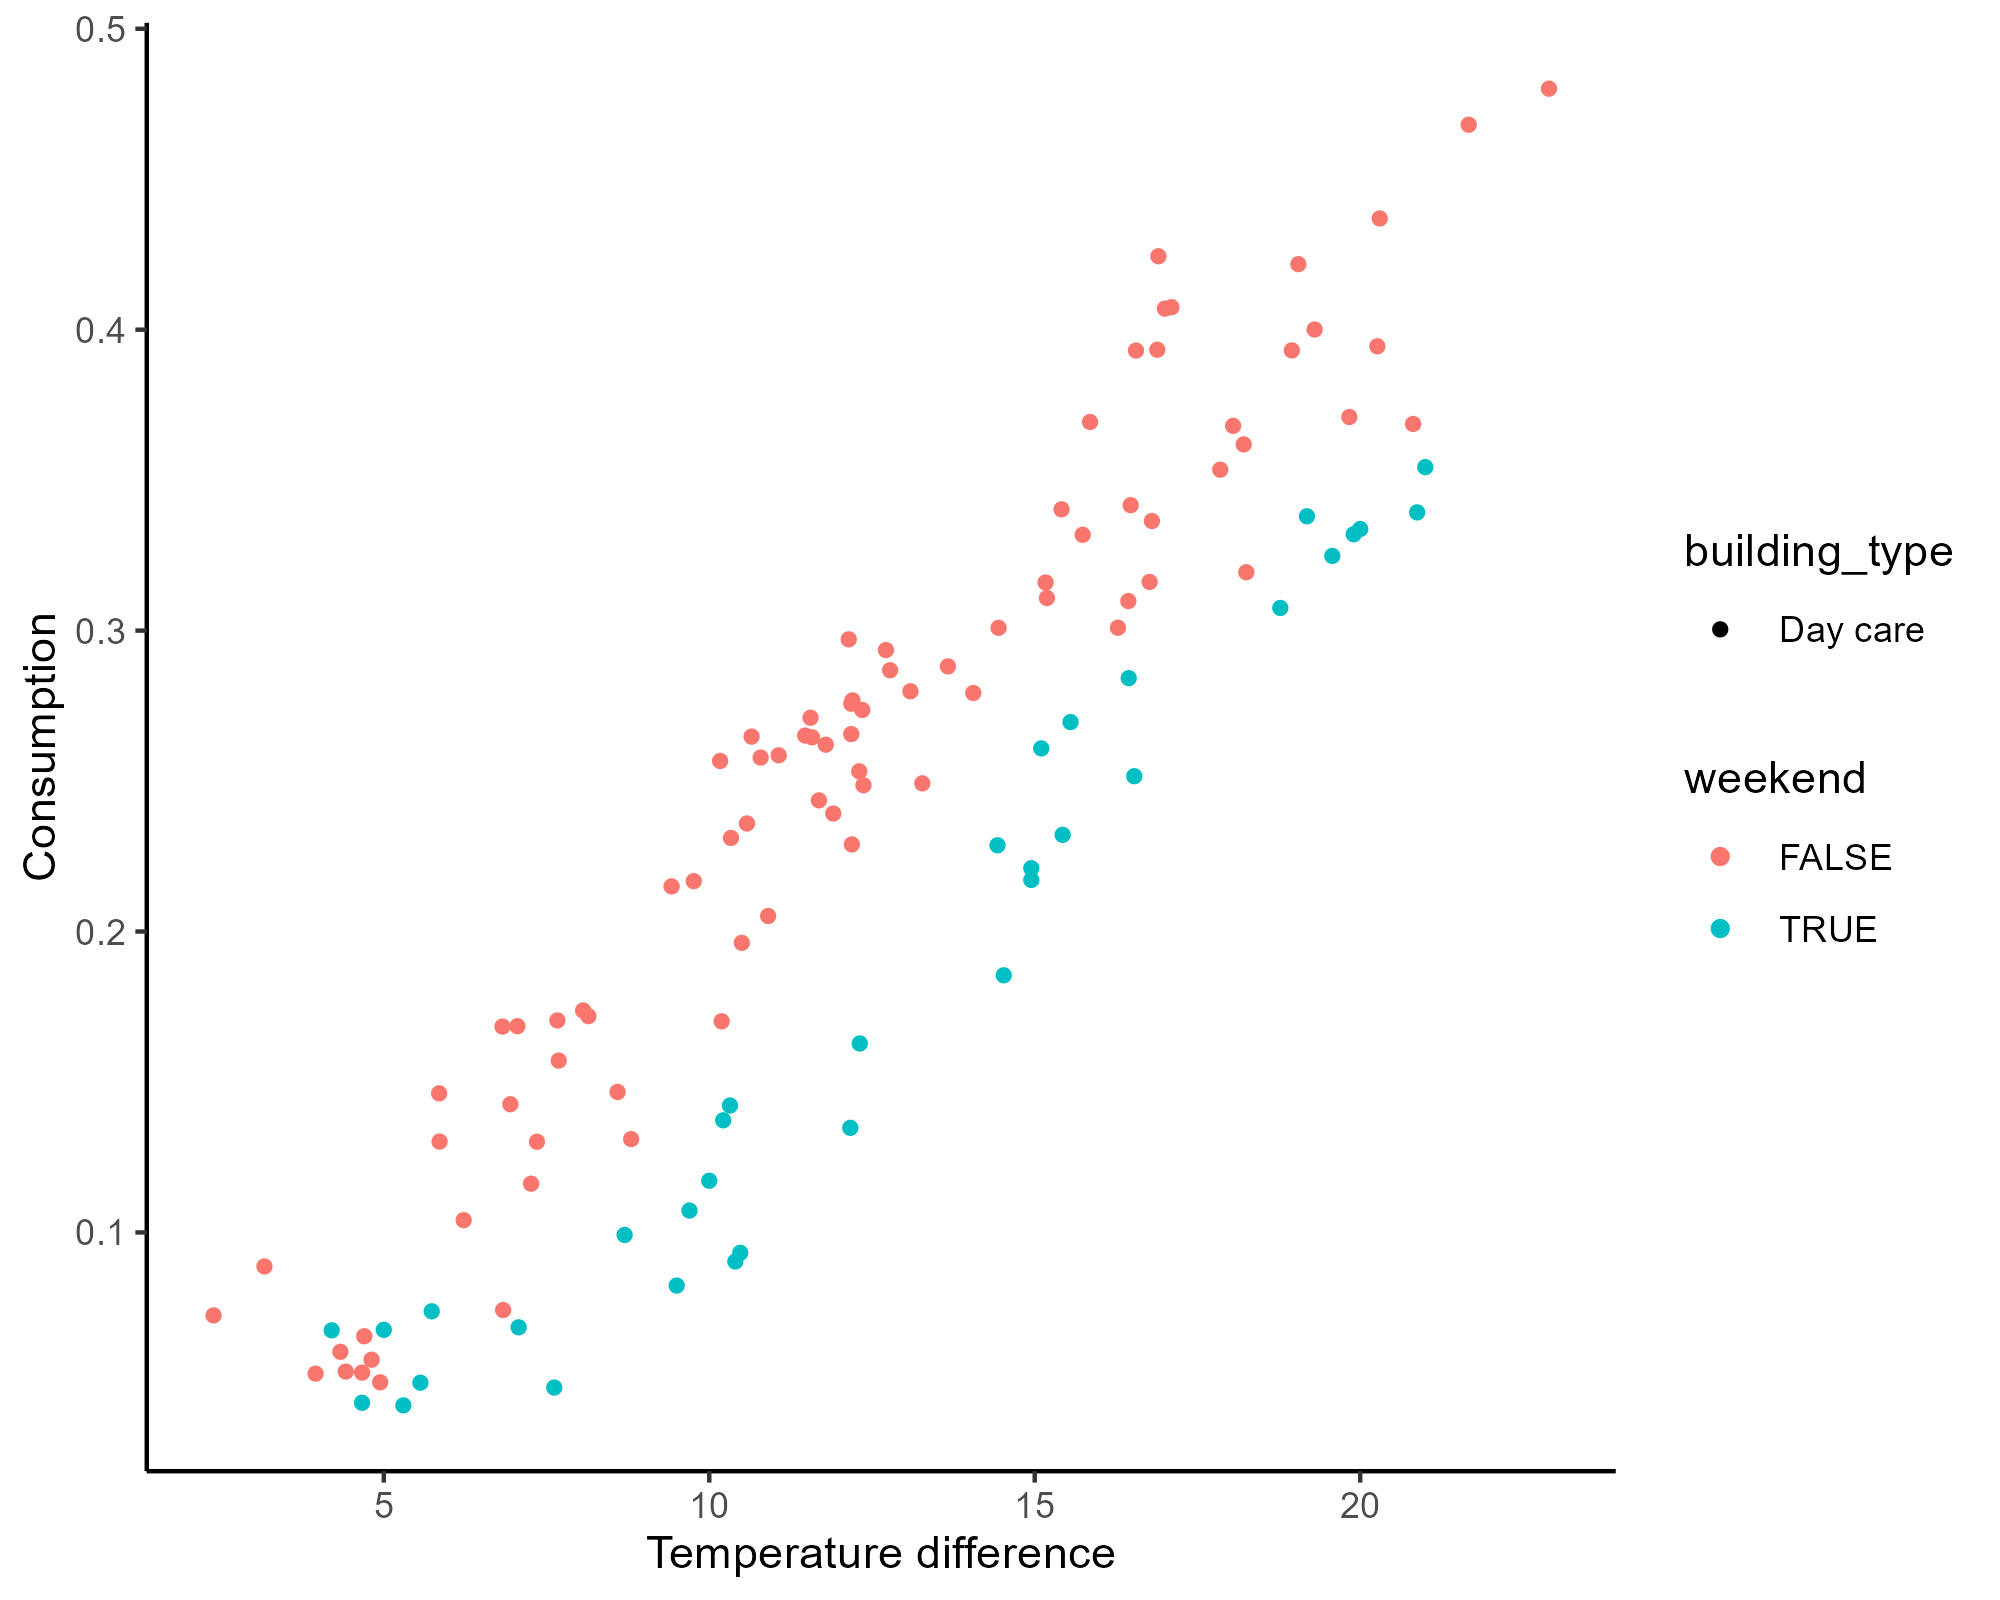 0.5
0.4
0.3
0.2
0.1
Consumption
5 10 15 20
Temperature difference
building_type
Day care
weekend
FALSE
TRUE